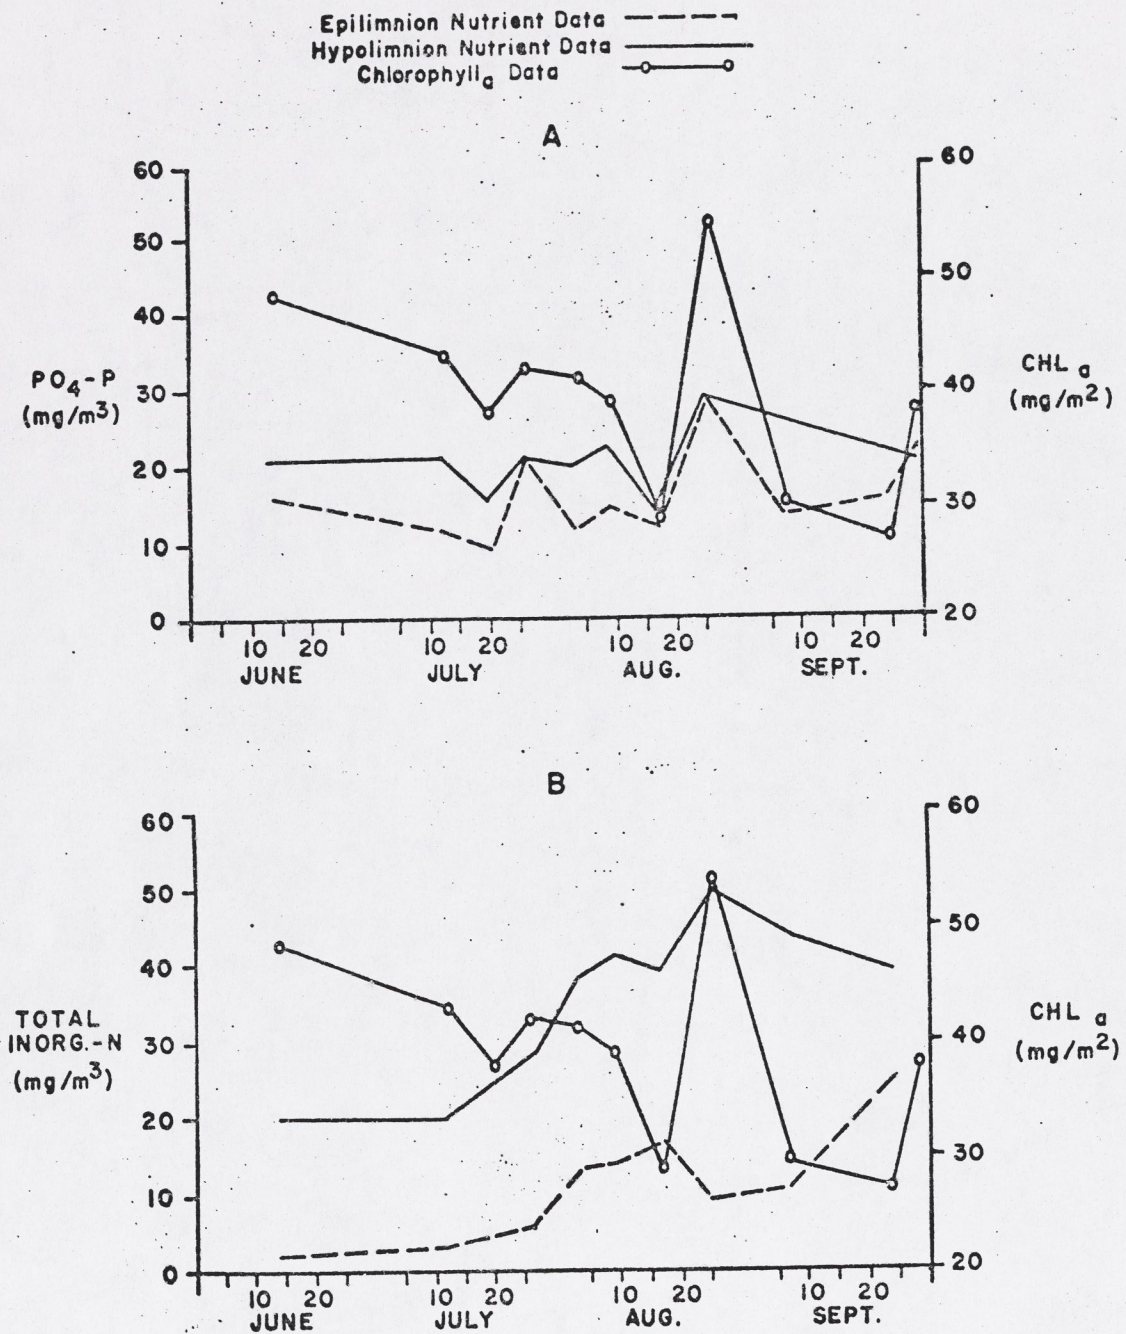 Epilimnion Nutrient Data
Hypolimnion Nutrient Data
Chlorophylla Data
A
60
50
40
30
20
10
0
PO4-P
(mg/m3)
60
50
40
30
20
CHL a
(mg/m2)
10 20 10 20 10 20 10 20
JUNE JULY AUG. SEPT.
B
60
50
40
30
20
10
0
TOTAL
INORG.-N
(mg/m3)
60
50
40
30
20
CHL a
(mg/m2)
10 20 10 20 10 20 10 20
JUNE JULY AUG. SEPT.